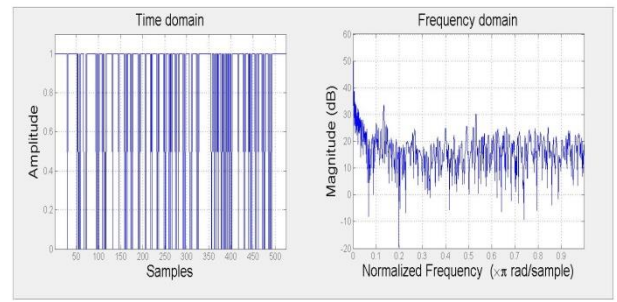 Time domain
Frequency domain
1
0.8
0.6
0.4
0.2
0
Amplitude
50 100 150 200 250 300 350 400 450 500
Samples
60
50
40
30
20
10
0
-10
-20
Magnitude (dB)
0 0.1 0.2 0.3 0.4 0.5 0.6 0.7 0.8 0.9
Normalized Frequency (×π rad/sample)